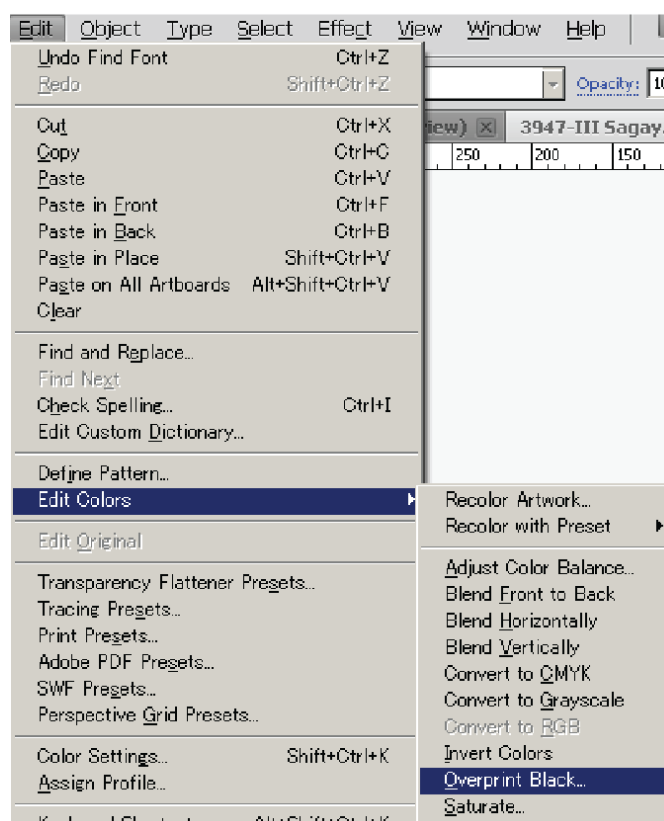 Edit Object Type Select Effect View Window Help
Undo Find Font Ctrl+Z
Redo Shift+Ctrl+Z
Opacity: 10
Cut Ctrl+X
iew) 3947-III Sagay.
Copy Ctrl+C
250 200 150
Paste Ctrl+V
Paste in Front Ctrl+F
Paste in Back Ctrl+B
Paste in Place Shift+Ctrl+V
Paste on All Artboards Alt+Shift+Ctrl+V
Clear
Find and Replace...
Find Next
Check Spelling... Ctrl+I
Edit Custom Dictionary...
Define Pattern...
Edit Colors
Edit Original
Transparency Flattener Presets...
Tracing Presets...
Print Presets...
Adobe PDF Presets...
SWF Presets...
Perspective Grid Presets...
Color Settings... Shift+Ctrl+K
Assign Profile...
Recolor Artwork...
Recolor with Preset
Adjust Color Balance...
Blend Front to Back
Blend Horizontally
Blend Vertically
Convert to CMYK
Convert to Grayscale
Convert to RGB
Invert Colors
Overprint Black...
Saturate...